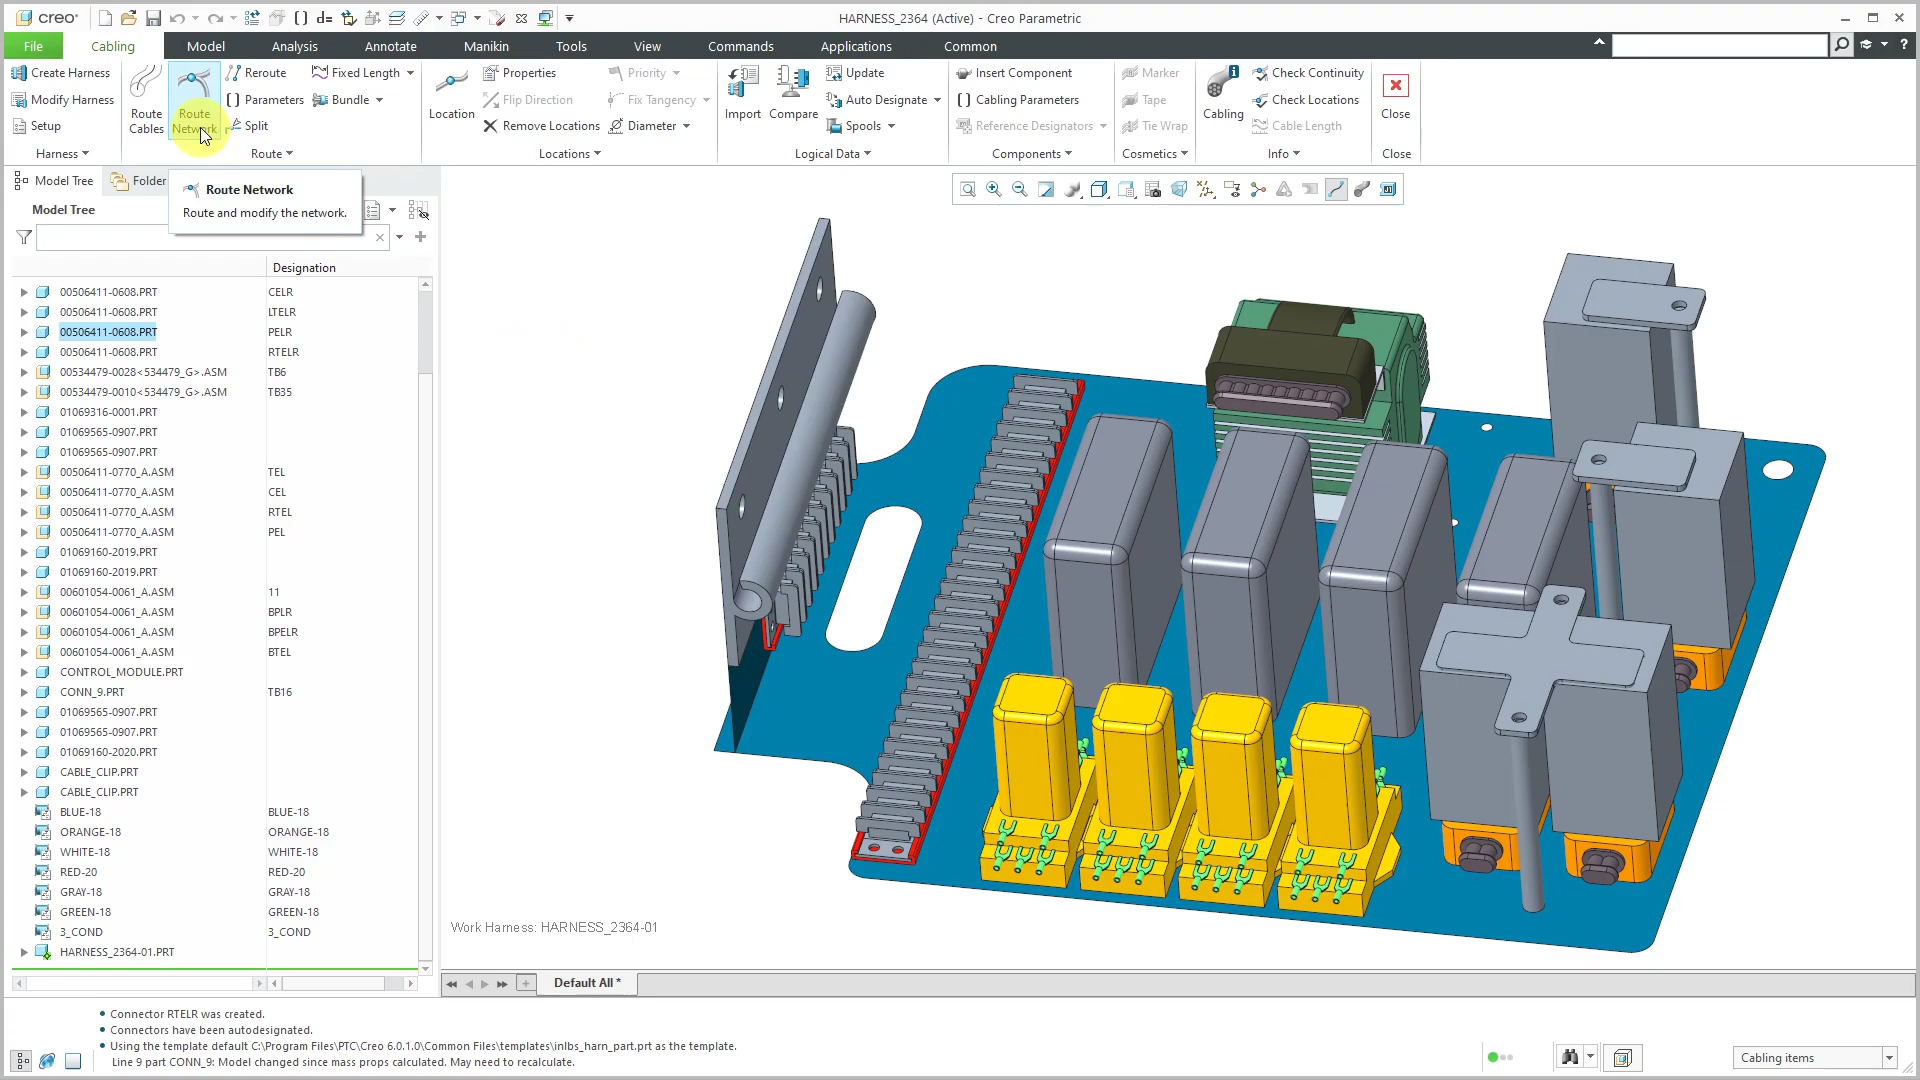 creo
HARNESS_2364 (Active) - Creo Parametric
File
Cabling
Model
Analysis
Annotate
Manikin
Tools
View
Commands
Applications
Common
Create Harness
Modify Harness
Setup
Harness
Route Cables
Route Network
Reroute
Parameters
Split
Fixed Length
Bundle
Route
Location
Properties
Flip Direction
Remove Locations
Priority
Fix Tangency
Diameter
Locations
Import
Compare
Update
Auto Designate
Spools
Logical Data
Insert Component
Cabling Parameters
Reference Designators
Components
Marker
Tape
Tie Wrap
Cosmetics
Cabling
Check Continuity
Check Locations
Cable Length
Info
Close
Close
Model Tree
Folder
Route Network
Route and modify the network.
Model Tree
Designation
00506411-0608.PRT CELR
00506411-0608.PRT LTELR
00506411-0608.PRT PELR
00506411-0608.PRT RTELR
00534479-0028<534479_G>.ASM TB6
00534479-0010<534479_G>.ASM TB35
01069316-0001.PRT
01069565-0907.PRT
01069565-0907.PRT
00506411-0770_A.ASM TEL
00506411-0770_A.ASM CEL
00506411-0770_A.ASM RTEL
00506411-0770_A.ASM PEL
01069160-2019.PRT
01069160-2019.PRT
00601054-0061_A.ASM 11
00601054-0061_A.ASM BPLR
00601054-0061_A.ASM BPELR
00601054-0061_A.ASM BTEL
CONTROL_MODULE.PRT
CONN_9.PRT TB16
01069565-0907.PRT
01069565-0907.PRT
01069160-2020.PRT
CABLE_CLIP.PRT
CABLE_CLIP.PRT
BLUE-18 BLUE-18
ORANGE-18 ORANGE-18
WHITE-18 WHITE-18
RED-20 RED-20
GRAY-18 GRAY-18
GREEN-18 GREEN-18
3_COND 3_COND
HARNESS_2364-01.PRT
Work Harness: HARNESS_2364-01
Default All *
• Connector RTELR was created.
• Connectors have been autodesignated.
• Using the template default C:\Program Files\PTC\Creo 6.0.1.0\Common Files\templates\inlbs_harn_part.prt as the template.
Line 9 part CONN_9: Model changed since mass props calculated. May need to recalculate.
Cabling items